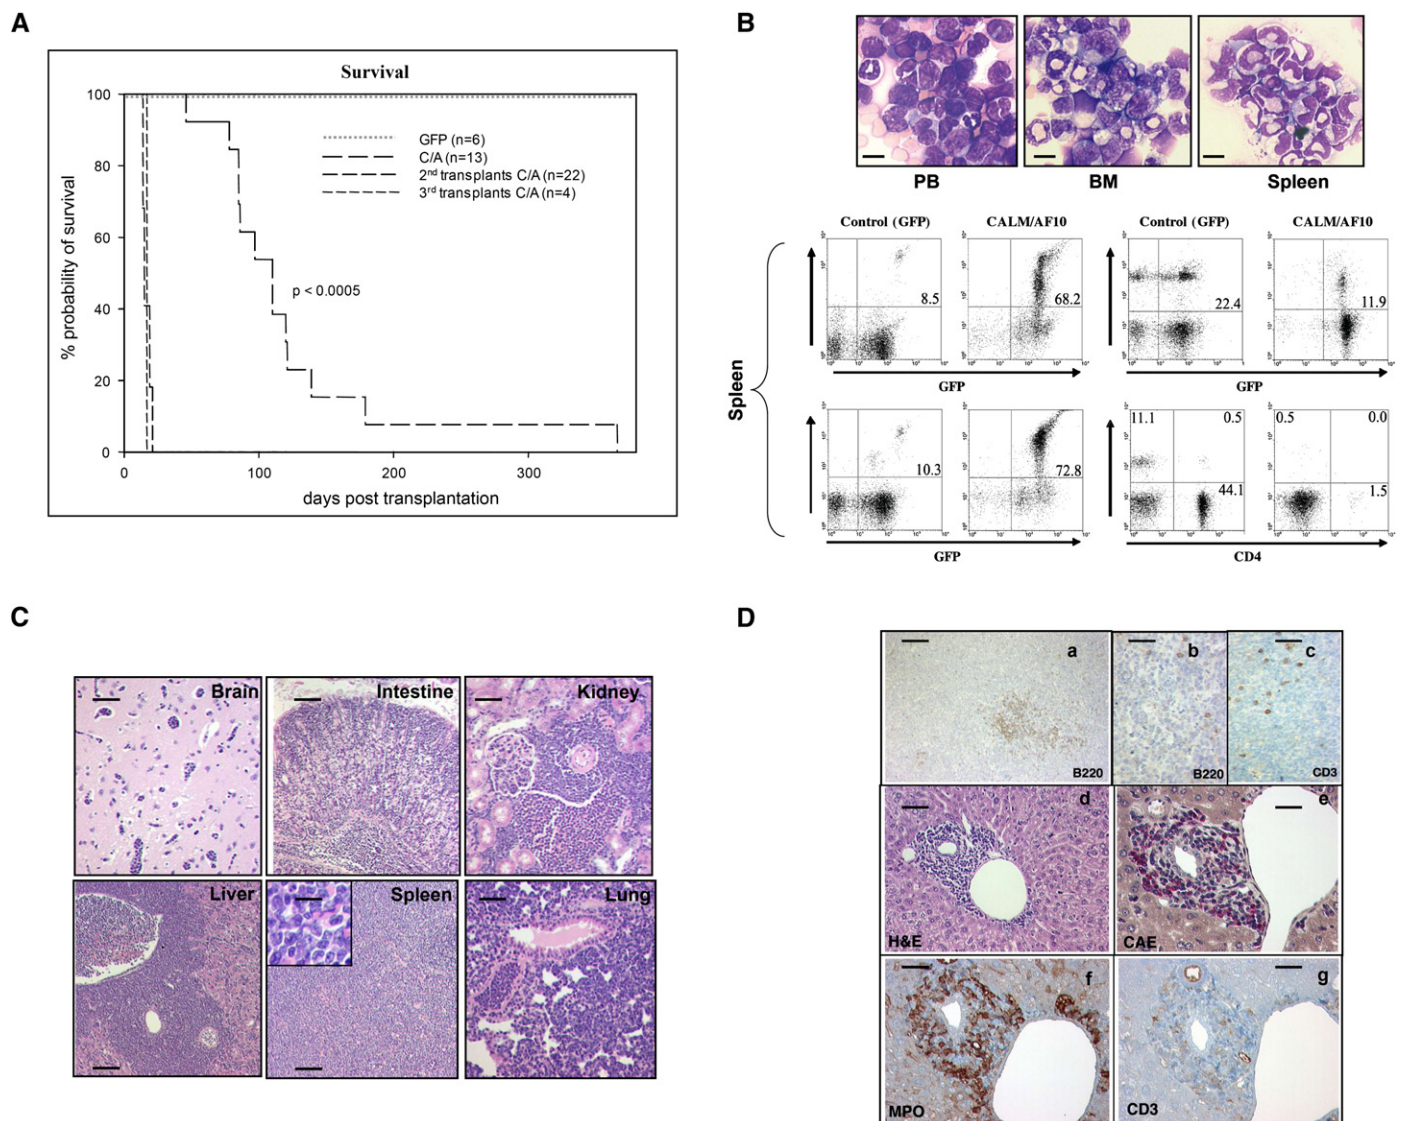 A
Survival
100
80
60
40
20
0
% probability of survival
GFP (n=6)
C/A (n=13)
2nd transplants C/A (n=22)
3rd transplants C/A (n=4)
p < 0.0005
0 100 200 300
days post transplantation
B
PB BM Spleen
Control (GFP) CALM/AF10 Control (GFP) CALM/AF10
8.5 68.2 22.4 11.9
GFP GFP
Spleen
11.1 0.5 0.5 0.0
10.3 72.8 44.1 1.5
GFP CD4
C
Brain Intestine Kidney
Liver Spleen Lung
D
a b c
B220 B220 CD3
d e
H&E CAE
f g
MPO CD3